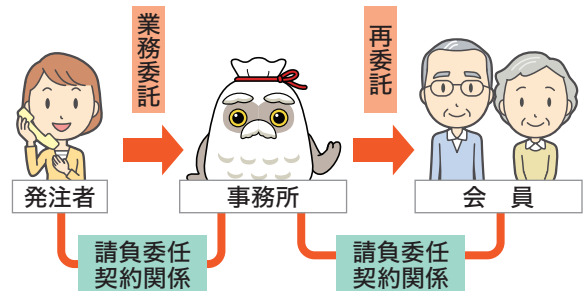 業務委託
再委託
発注者
事務所
会員
請負委任
契約関係
請負委任
契約関係